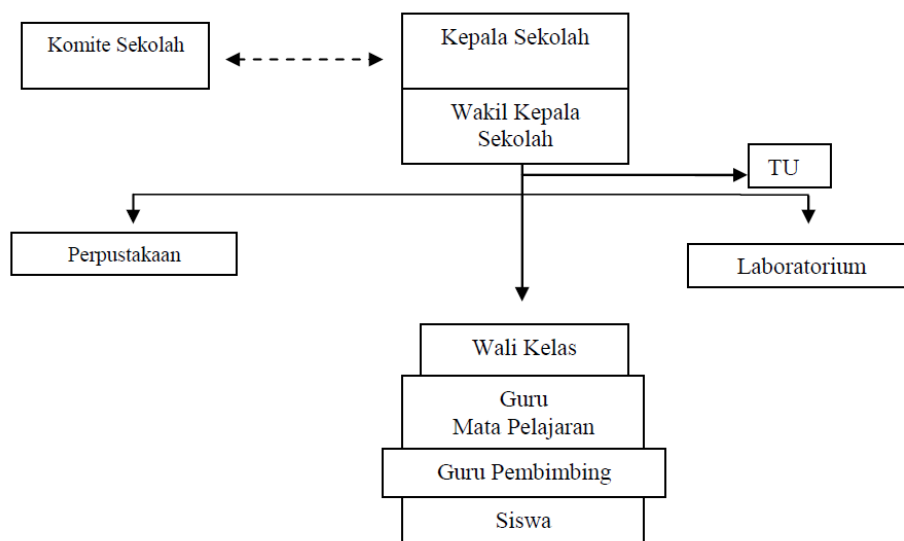 Komite Sekolah
Kepala Sekolah
Wakil Kepala
Sekolah
TU
Perpustakaan
Laboratorium
Wali Kelas
Guru
Mata Pelajaran
Guru Pembimbing
Siswa